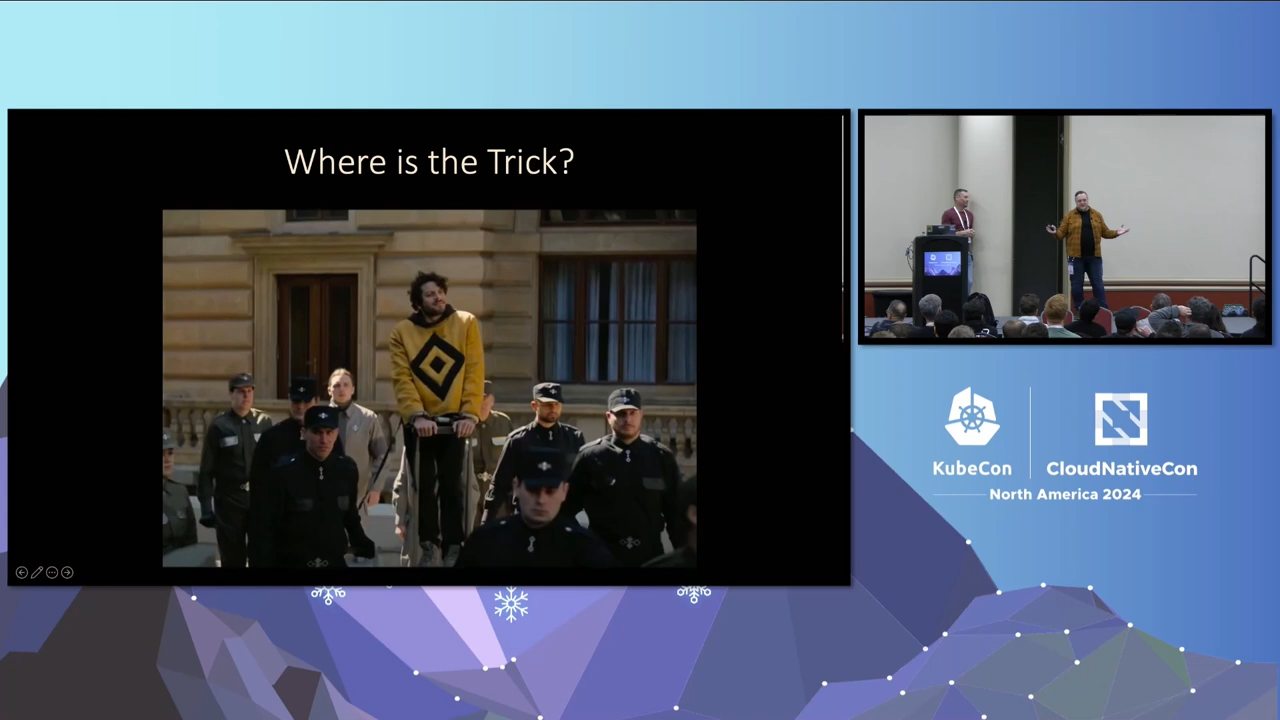 Where is the Trick?
KubeCon
CloudNativeCon
North America 2024